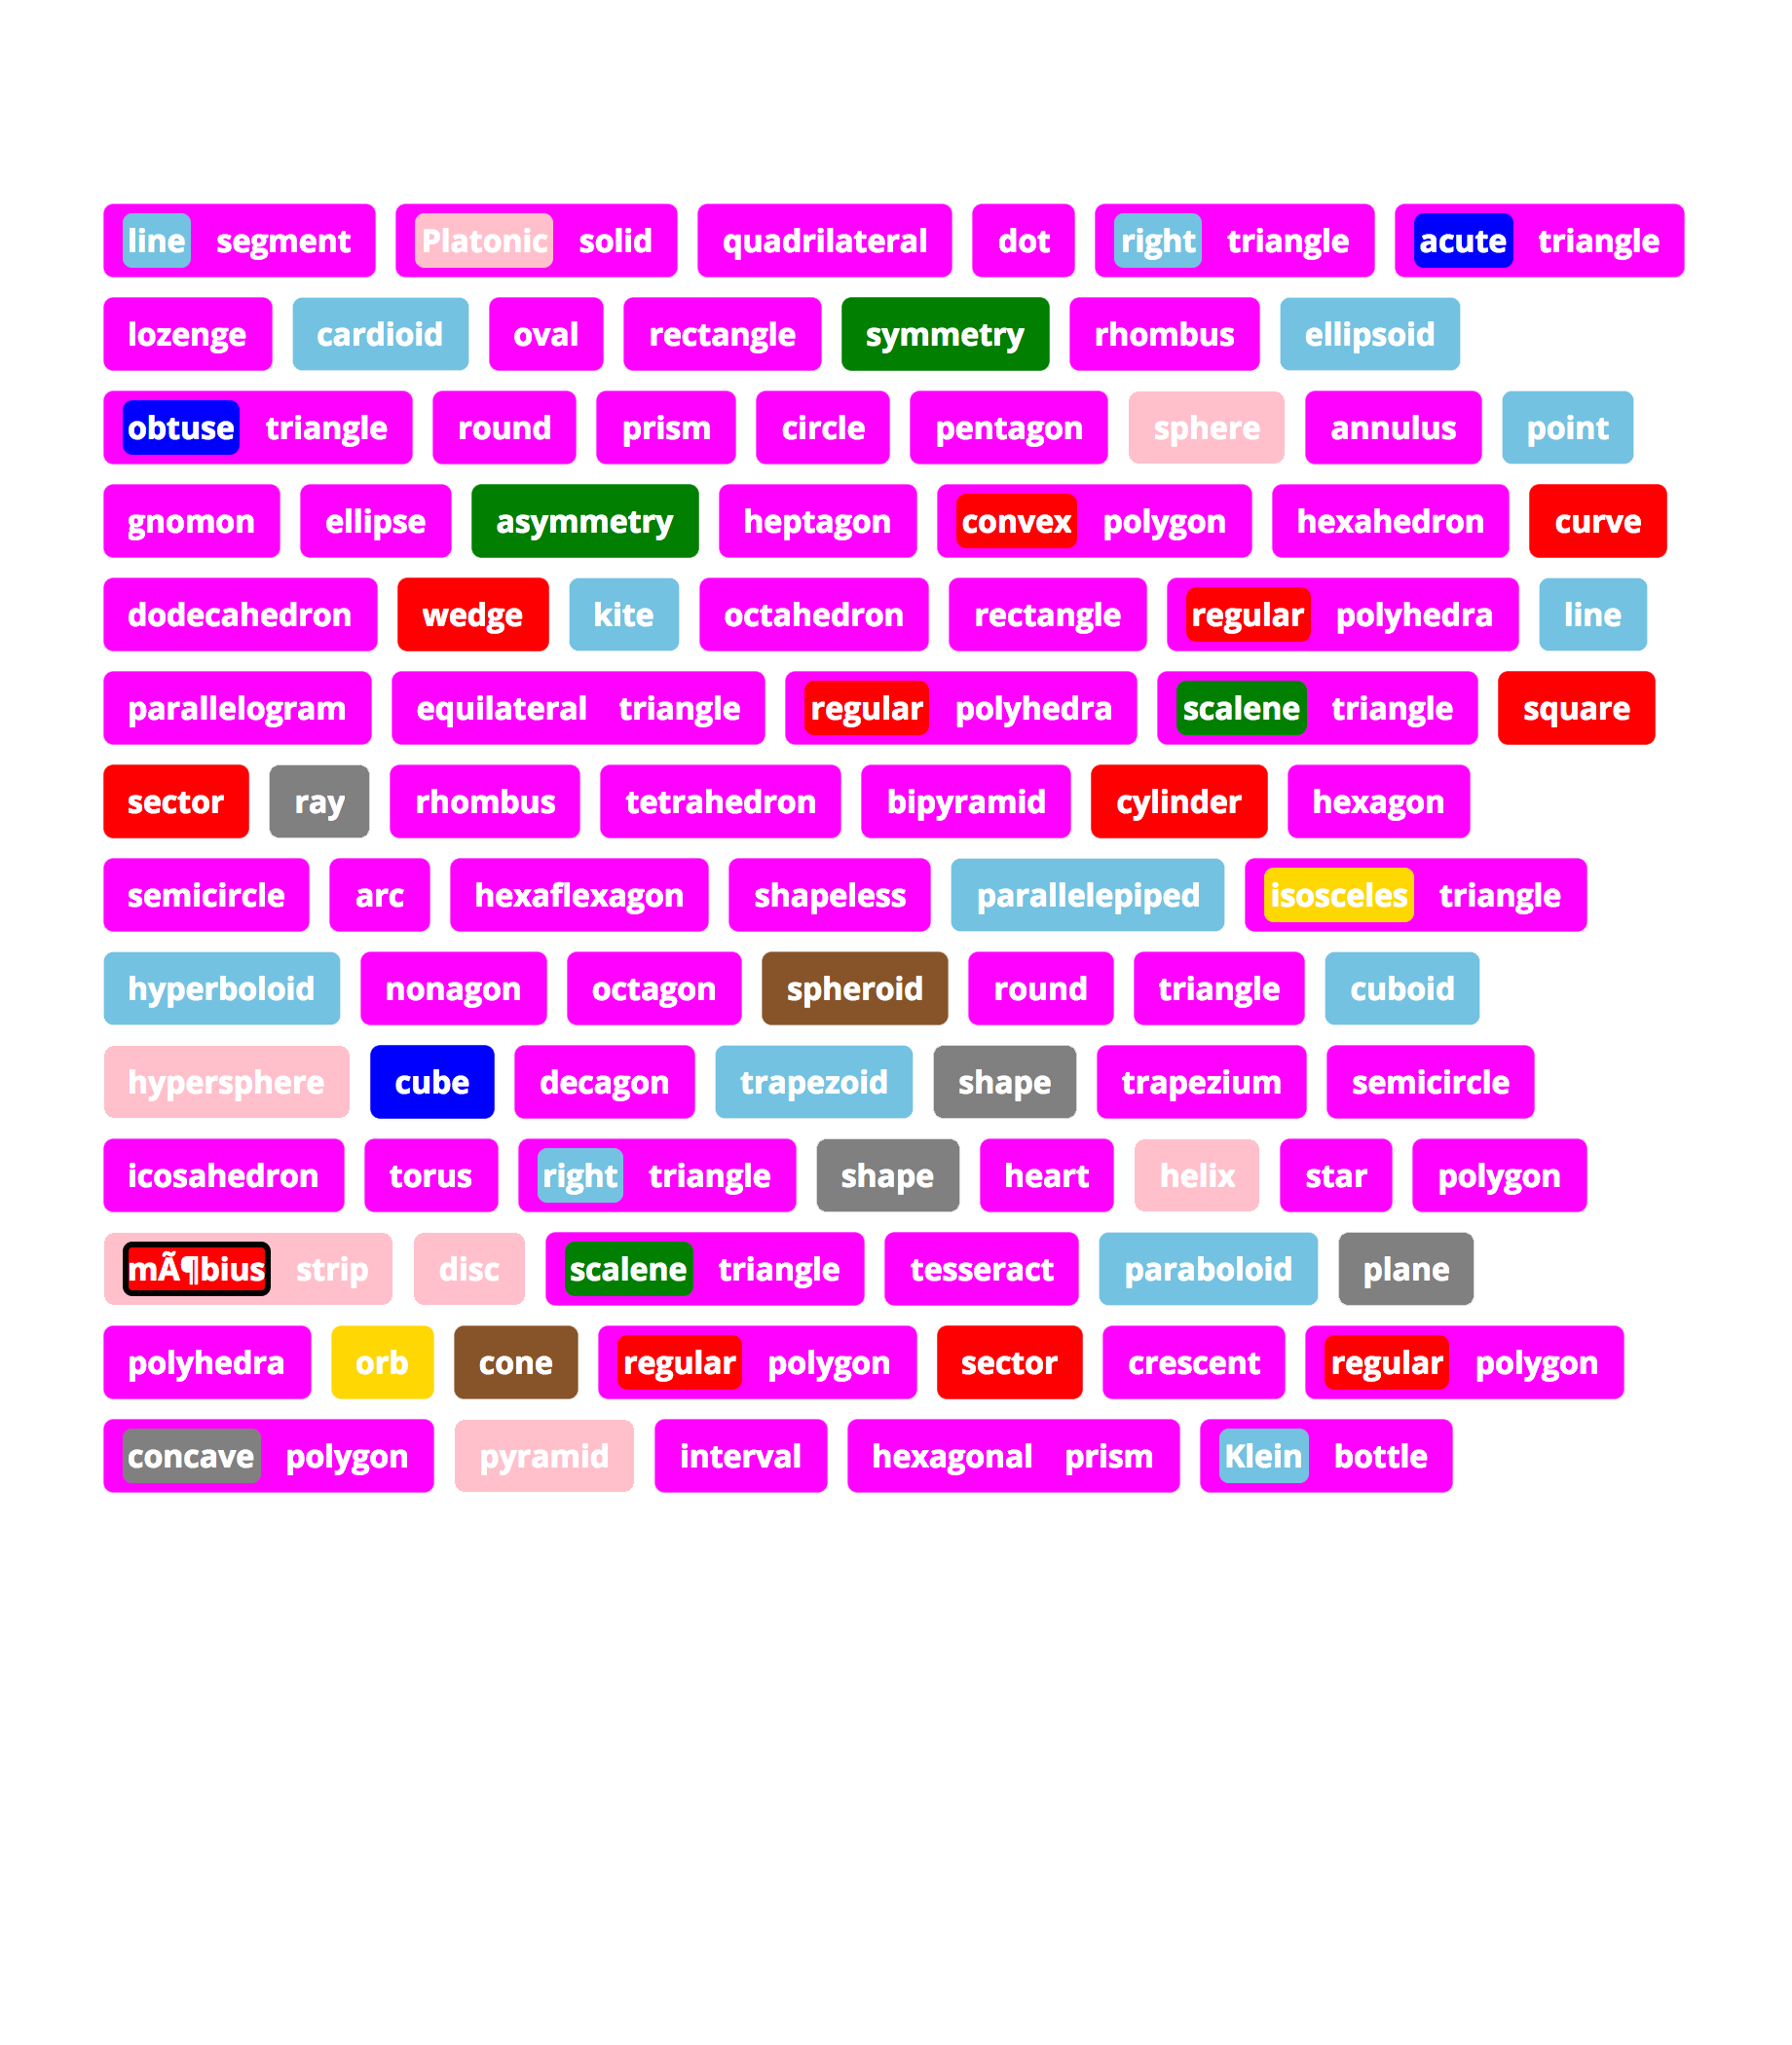 line segment Platonic solid quadrilateral dot right triangle acute triangle
lozenge cardioid oval rectangle symmetry rhombus ellipsoid
obtuse triangle round prism circle pentagon sphere annulus point
gnomon ellipse asymmetry heptagon convex polygon hexahedron curve
dodecahedron wedge kite octahedron rectangle regular polyhedra line
parallelogram equilateral triangle regular polyhedra scalene triangle square
sector ray rhombus tetrahedron bipyramid cylinder hexagon
semicircle arc hexaflexagon shapeless parallelepiped isosceles triangle
hyperboloid nonagon octagon spheroid round triangle cuboid
hypersphere cube decagon trapezoid shape trapezium semicircle
icosahedron torus right triangle shape heart helix star polygon
mÃ¶bius strip disc scalene triangle tesseract paraboloid plane
polyhedra orb cone regular polygon sector crescent regular polygon
concave polygon pyramid interval hexagonal prism Klein bottle